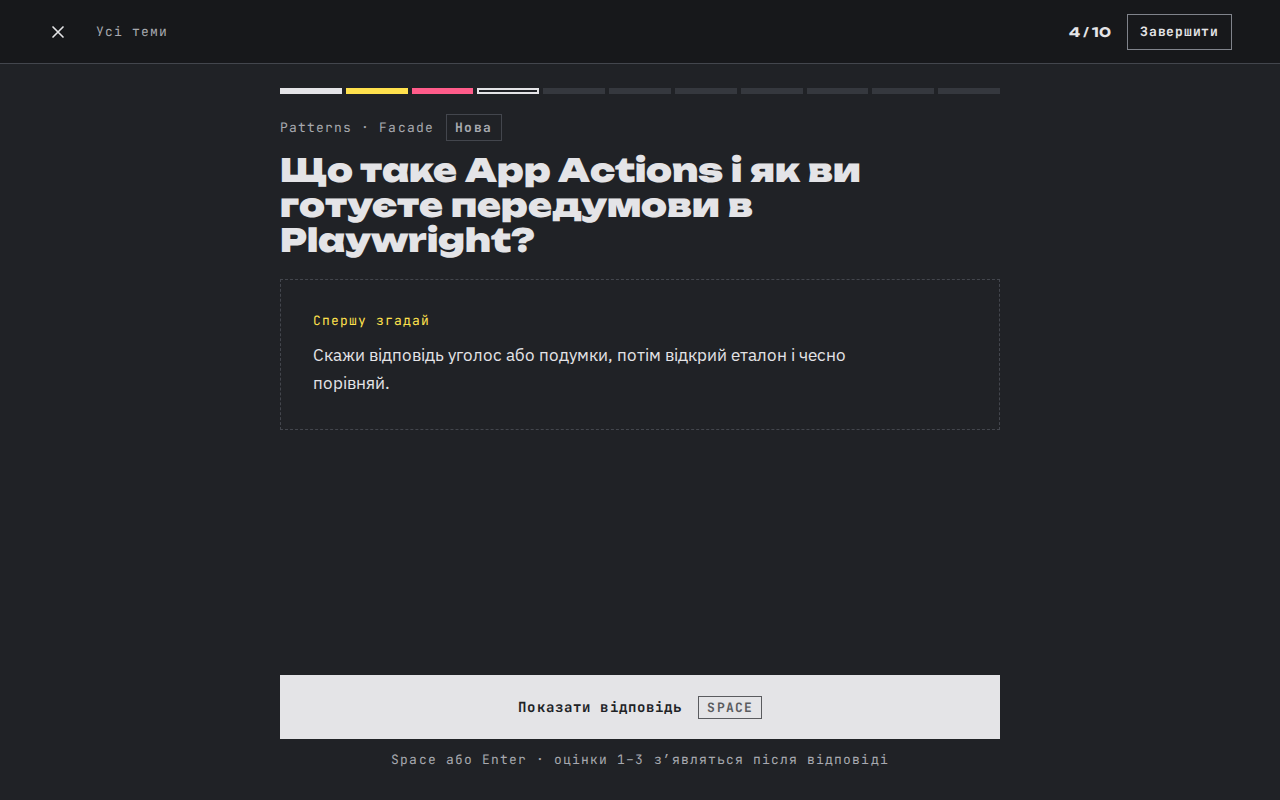 Усі теми
4/10
Завершити
Patterns · Facade
Нова
Що таке App Actions і як ви
готуєте передумови в
Playwright?
Спершу згадай
Скажи відповідь уголос або подумки, потім відкрий еталон і чесно
порівняй.
Показати відповідь
SPACE
Space або Enter · оцінки 1–3 з’являться після відповіді